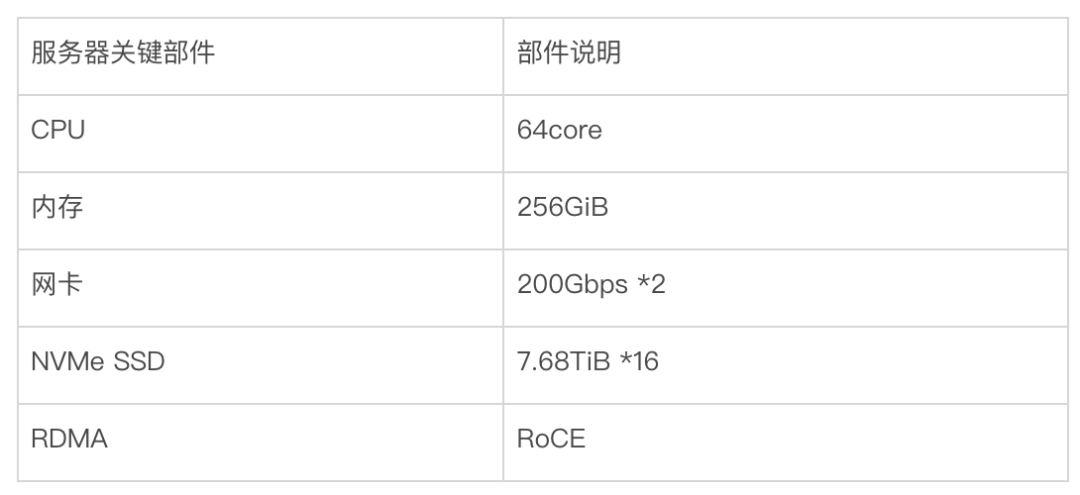 服务器关键部件 部件说明
CPU 64core
内存 256GiB
网卡 200Gbps *2
NVMe SSD 7.68TiB *16
RDMA RoCE